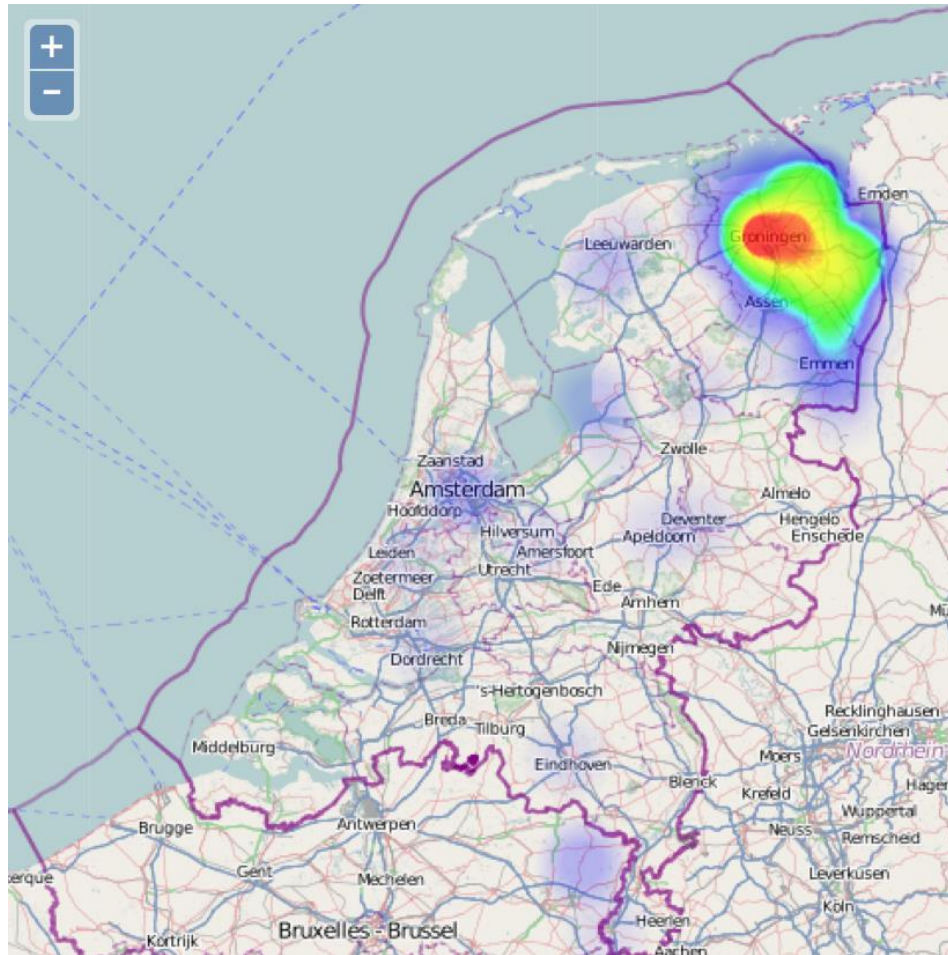 +
−
Emden
Groningen
Leeuwarden
Assen
Emmen
Zwolle
Zaanstad
Amsterdam
Almelo
Hoofddorp
Deventer
Hengelo
Hilversum
Apeldoorn
Enschede
Leiden
Amersfoort
Utrecht
Zoetermeer
Ede
Delft
Arnhem
Rotterdam
Nijmegen
Dordrecht
's-Hertogenbosch
Recklinghausen
Breda
Tilburg
Gelsenkirchen
Middelburg
Nordrhein
Moers
Eindhoven
Blerick
Krefeld
Hagen
Wuppertal
Brugge
Antwerpen
Neuss
Remscheid
erque
Gent
Mechelen
Leverkusen
Köln
Heerlen
Bruxelles - Brussel
Kortrijk
Aachen